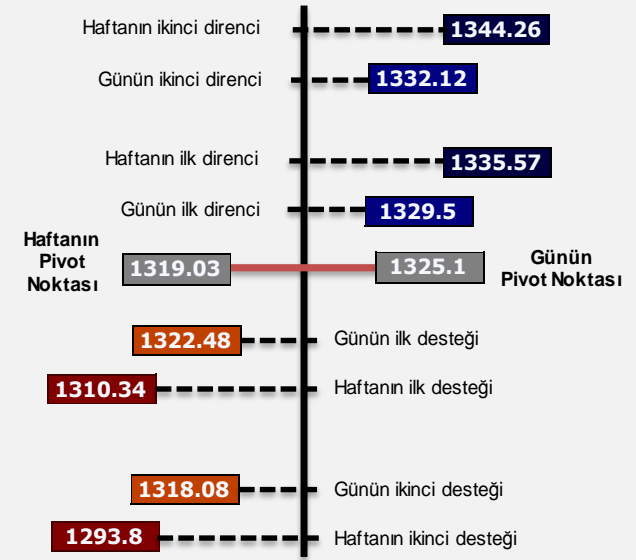 Haftanın ikinci direnci 1344.26
Günün ikinci direnci 1332.12
Haftanın ilk direnci 1335.57
Günün ilk direnci 1329.5
Haftanın
Pivot
Noktası
1319.03
1325.1
Günün
Pivot Noktası
1322.48 Günün ilk desteği
1310.34 Haftanın ilk desteği
1318.08 Günün ikinci desteği
1293.8 Haftanın ikinci desteği